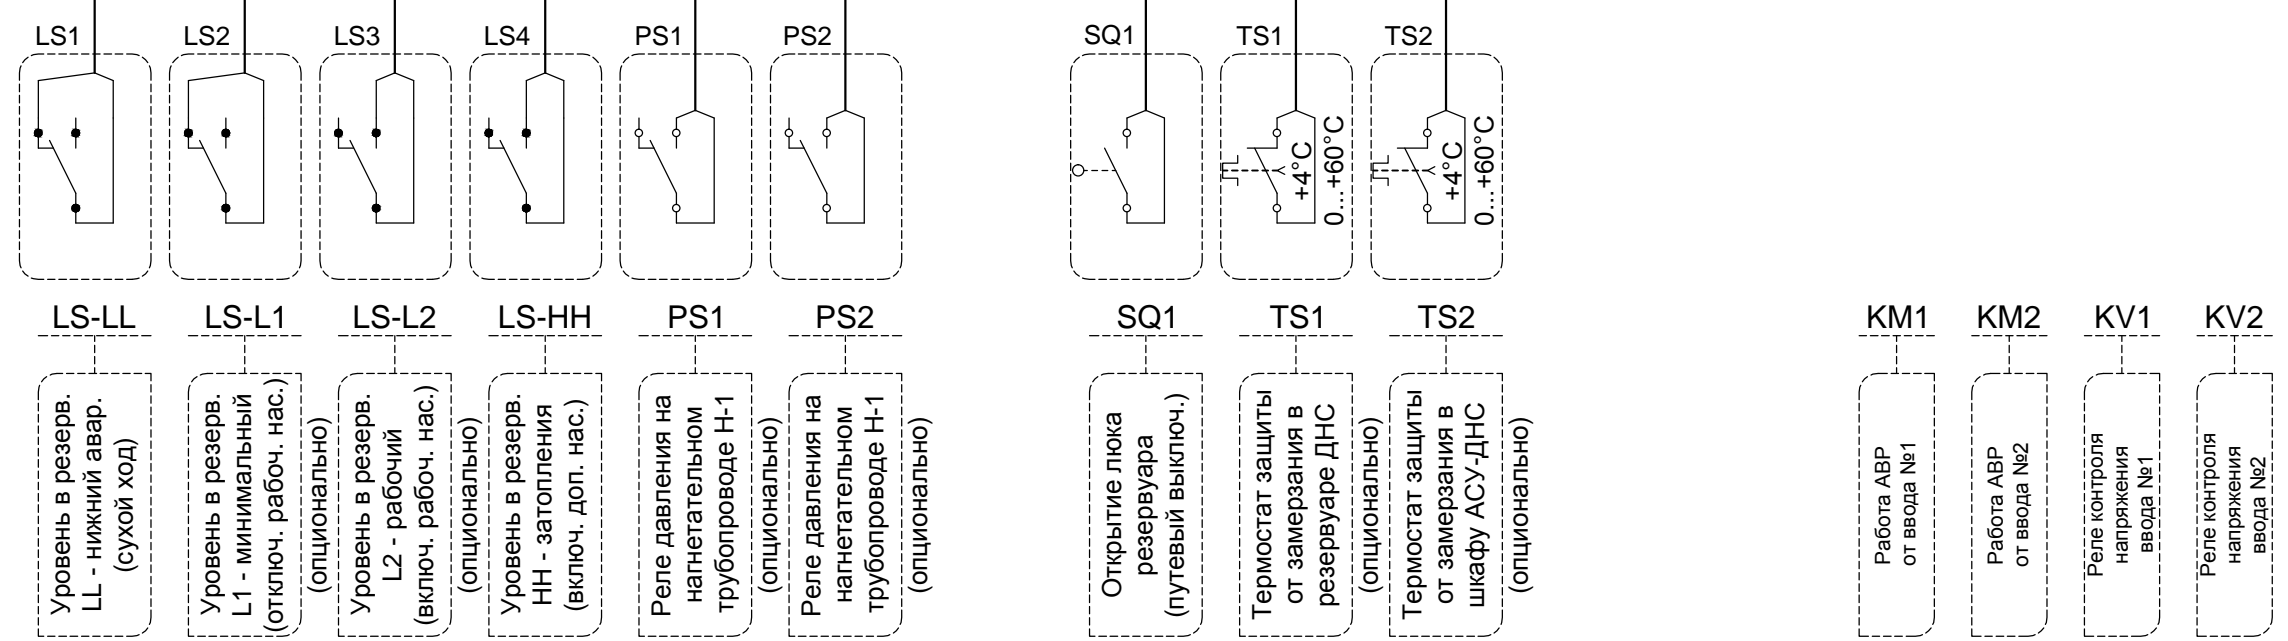 LS1
LS2
LS3
LS4
PS1
PS2
SQ1
TS1
TS2
+4°C
0...+60°C
+4°C
0...+60°C
LS-LL
LS-L1
LS-L2
LS-HH
PS1
PS2
SQ1
TS1
TS2
KM1
KM2
KV1
KV2
Уровень в резерв.
LL - нижний авар.
(сухой ход)
Уровень в резерв.
L1 - минимальный
(отключ. рабоч. нас.)
(опционально)
Уровень в резерв.
L2 - рабочий
(включ. рабоч. нас.)
(опционально)
Уровень в резерв.
HH - затопления
(включ. доп. нас.)
Реле давления на
нагнетательном
трубопроводе Н-1
(опционально)
Реле давления на
нагнетательном
трубопроводе Н-1
(опционально)
Открытие люка
резервуара
(путевый выключ.)
Термостат защиты
от замерзания в
резервуаре ДНС
(опционально)
Термостат защиты
от замерзания в
шкафу АСУ-ДНС
(опционально)
Работа АВР
от ввода №1
Работа АВР
от ввода №2
Реле контроля
напряжения
ввода №1
Реле контроля
напряжения
ввода №2